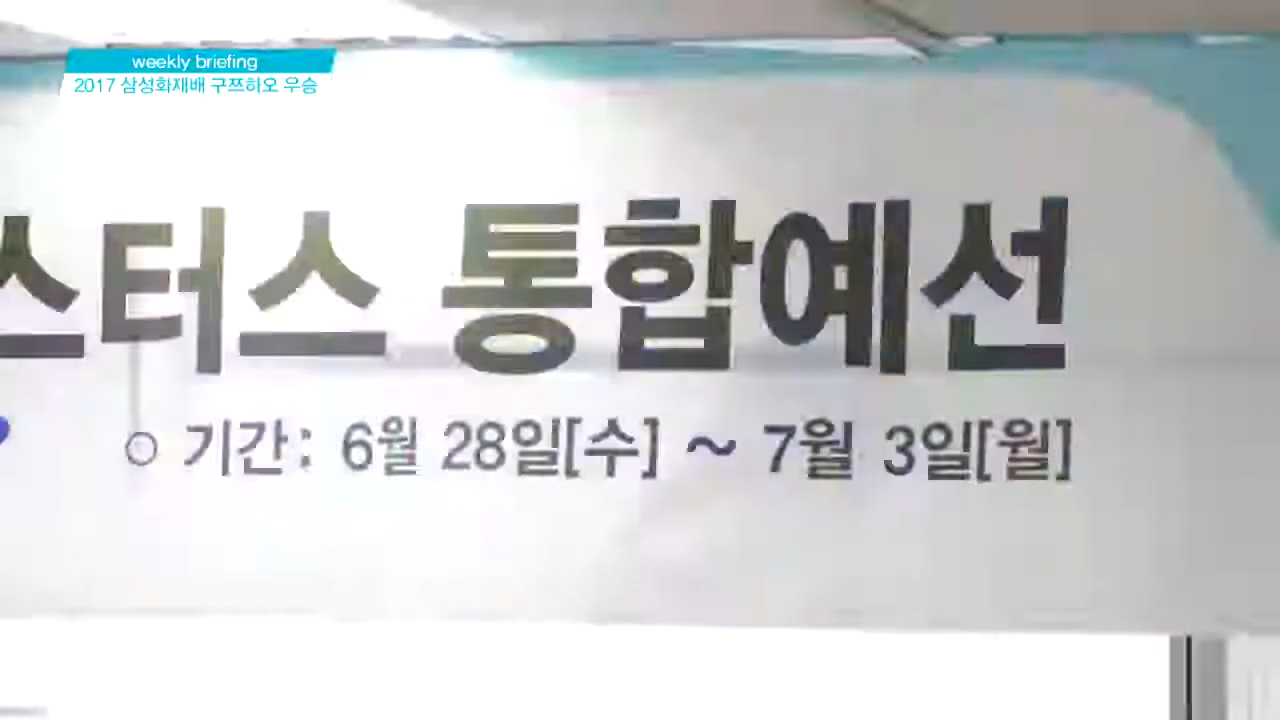 weekly briefing
2017 삼성화재배 구쯔하오 우승
스터스 통합예선
○ 기간: 6월 28일[수] ~ 7월 3일[월]